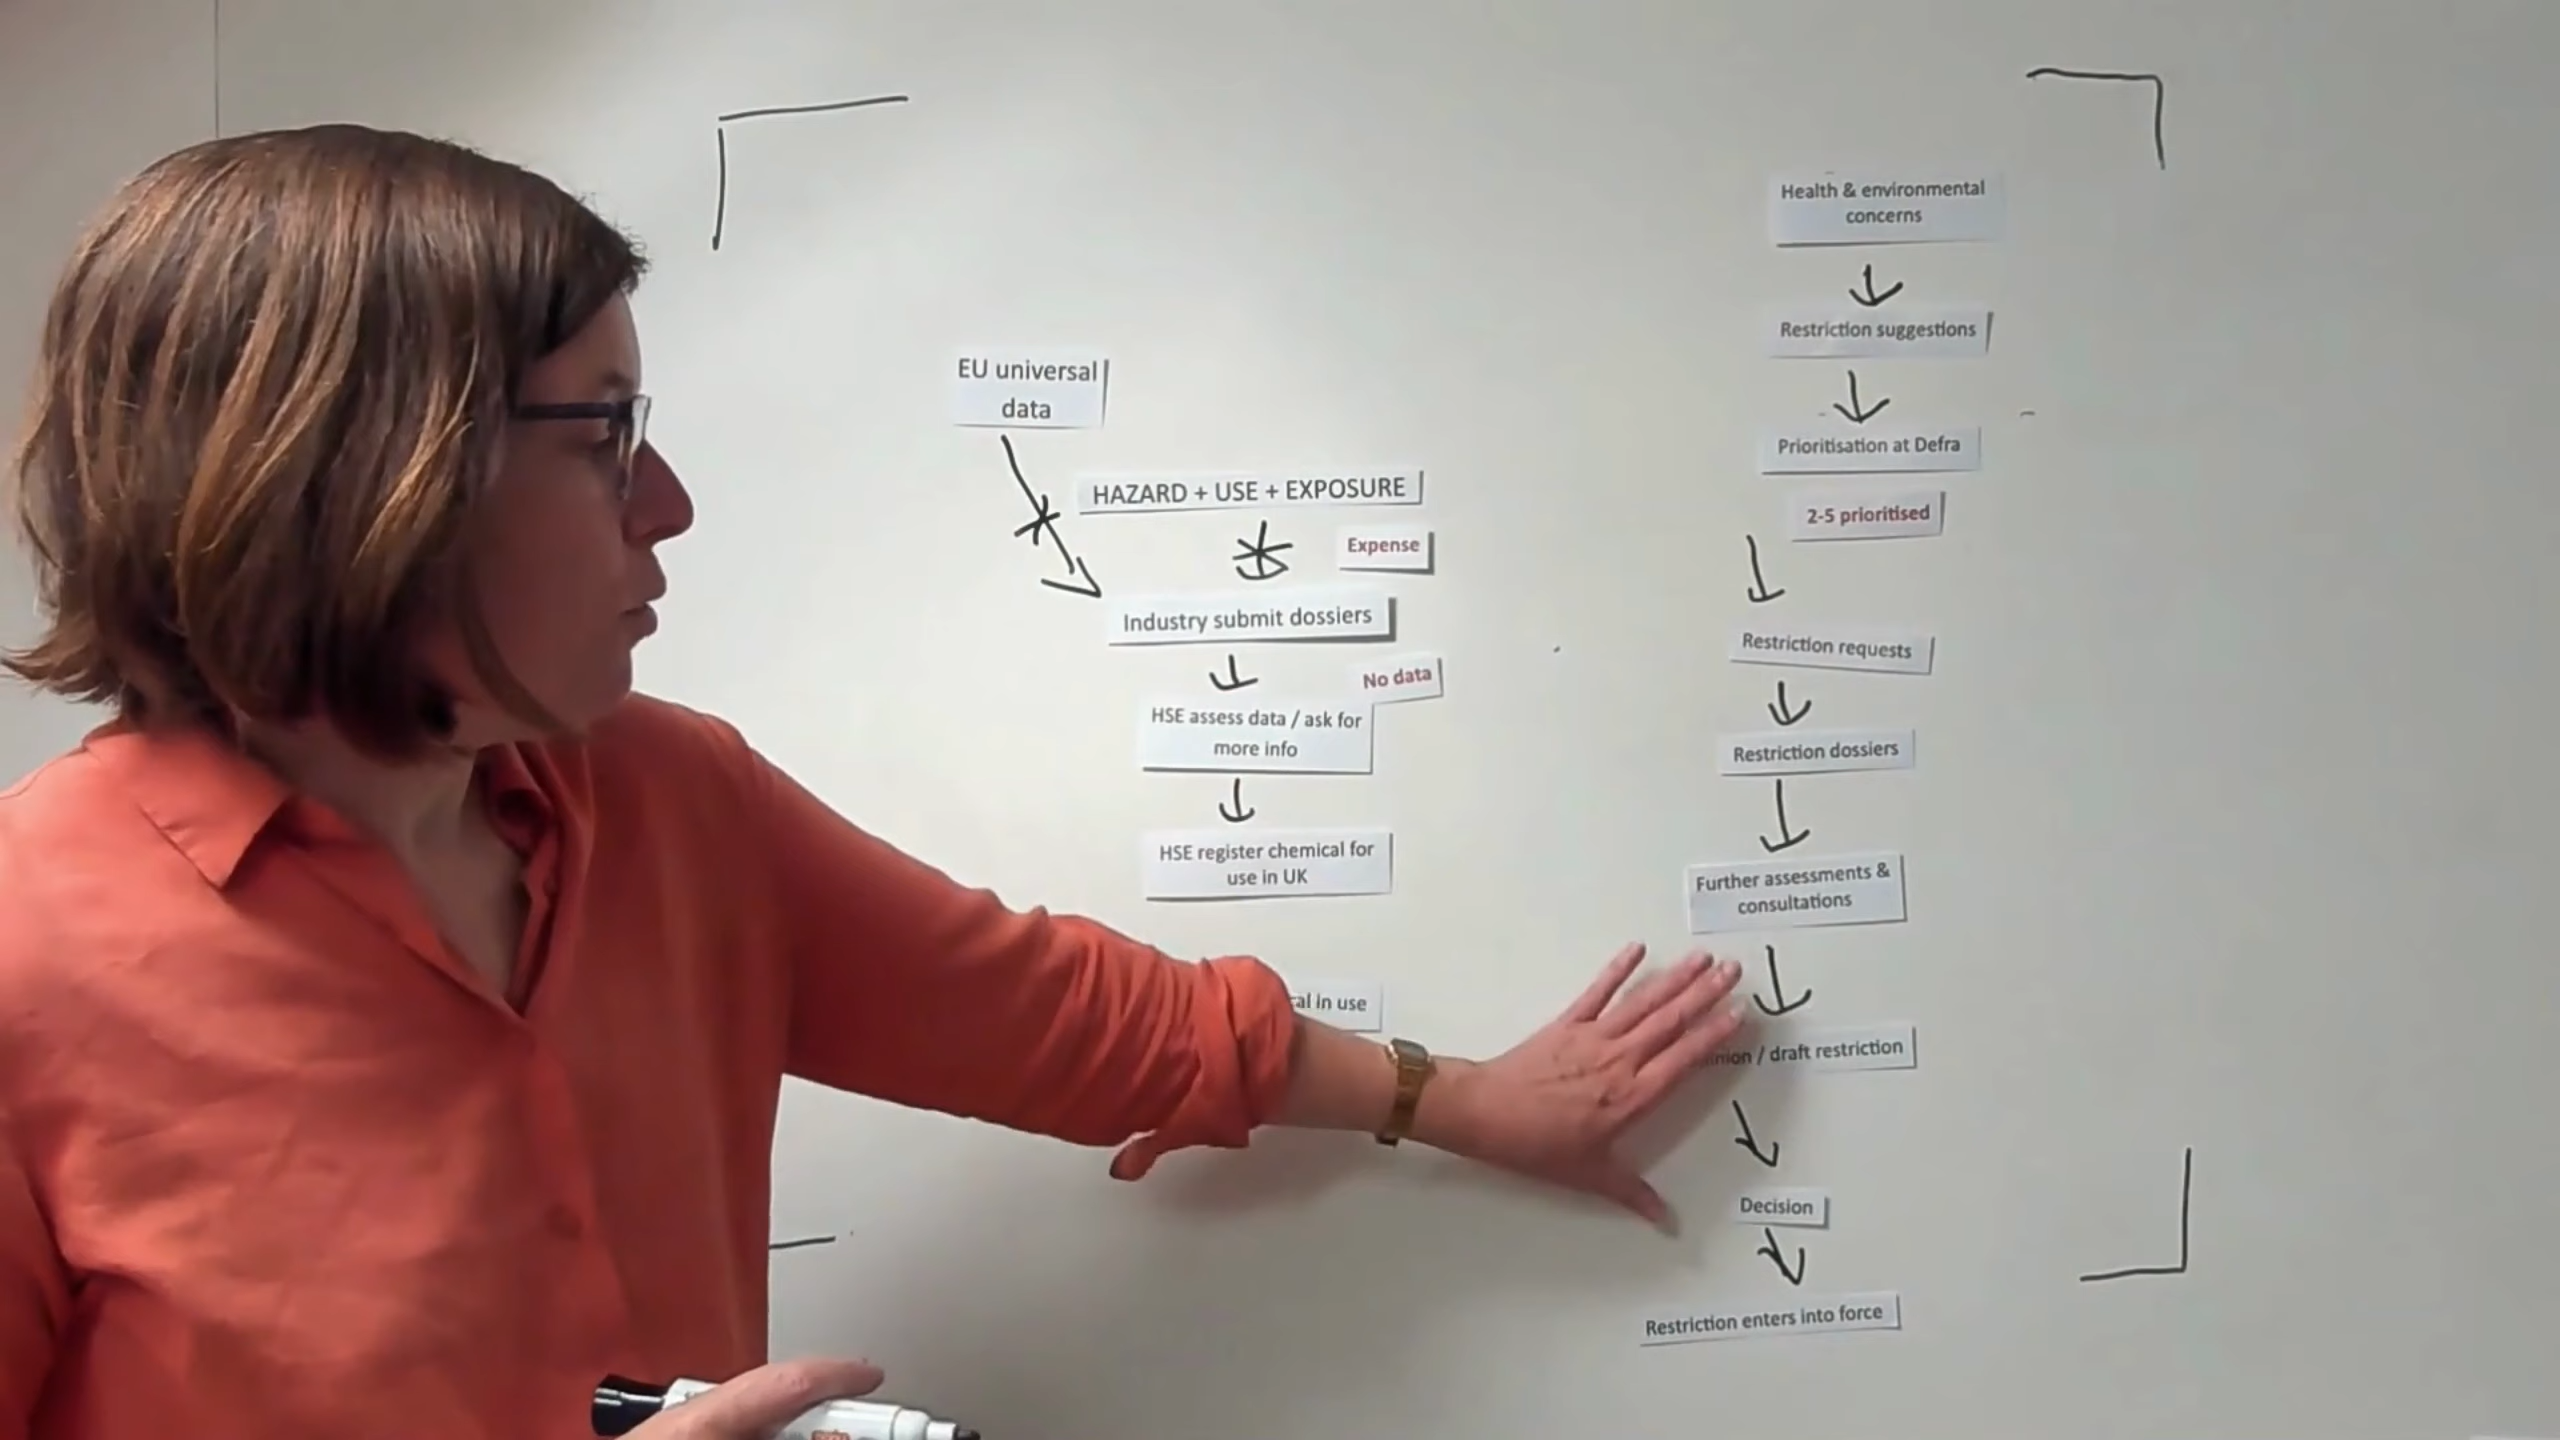 EU universal
data
HAZARD + USE + EXPOSURE
Expense
Industry submit dossiers
No data
HSE assess data / ask for
more info
HSE register chemical for
use in UK
in use
Health & environmental
concerns
Restriction suggestions
Prioritisation at Defra
2-5 prioritised
Restriction requests
Restriction dossiers
Further assessments &
consultations
/ draft restriction
Decision
Restriction enters into force